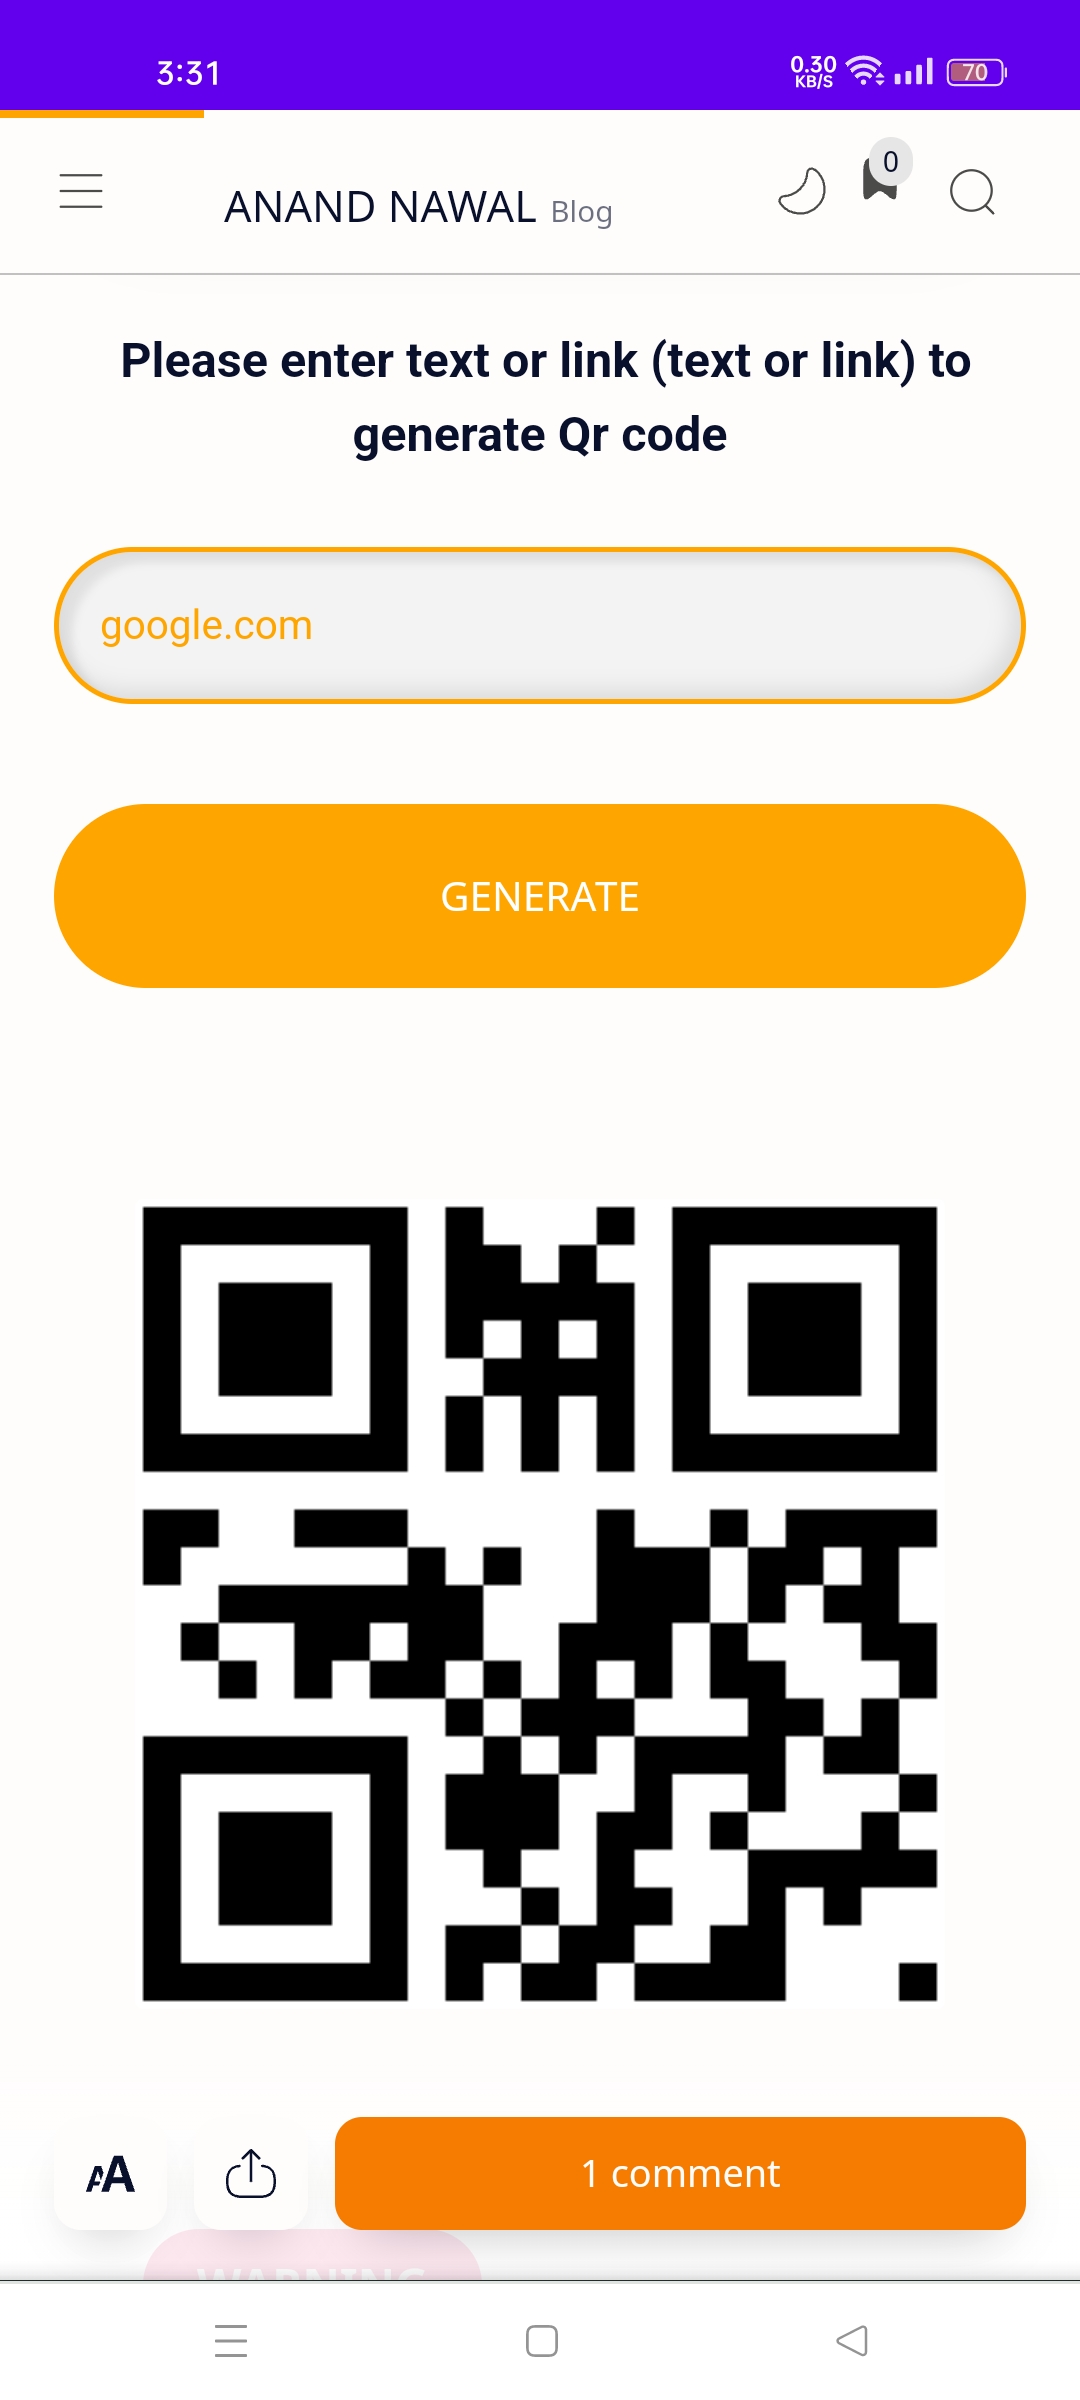 3:31
0.30
KB/S
70
ANAND NAWAL Blog
0
Please enter text or link (text or link) to
generate Qr code
google.com
GENERATE
AA
1 comment
WARNING